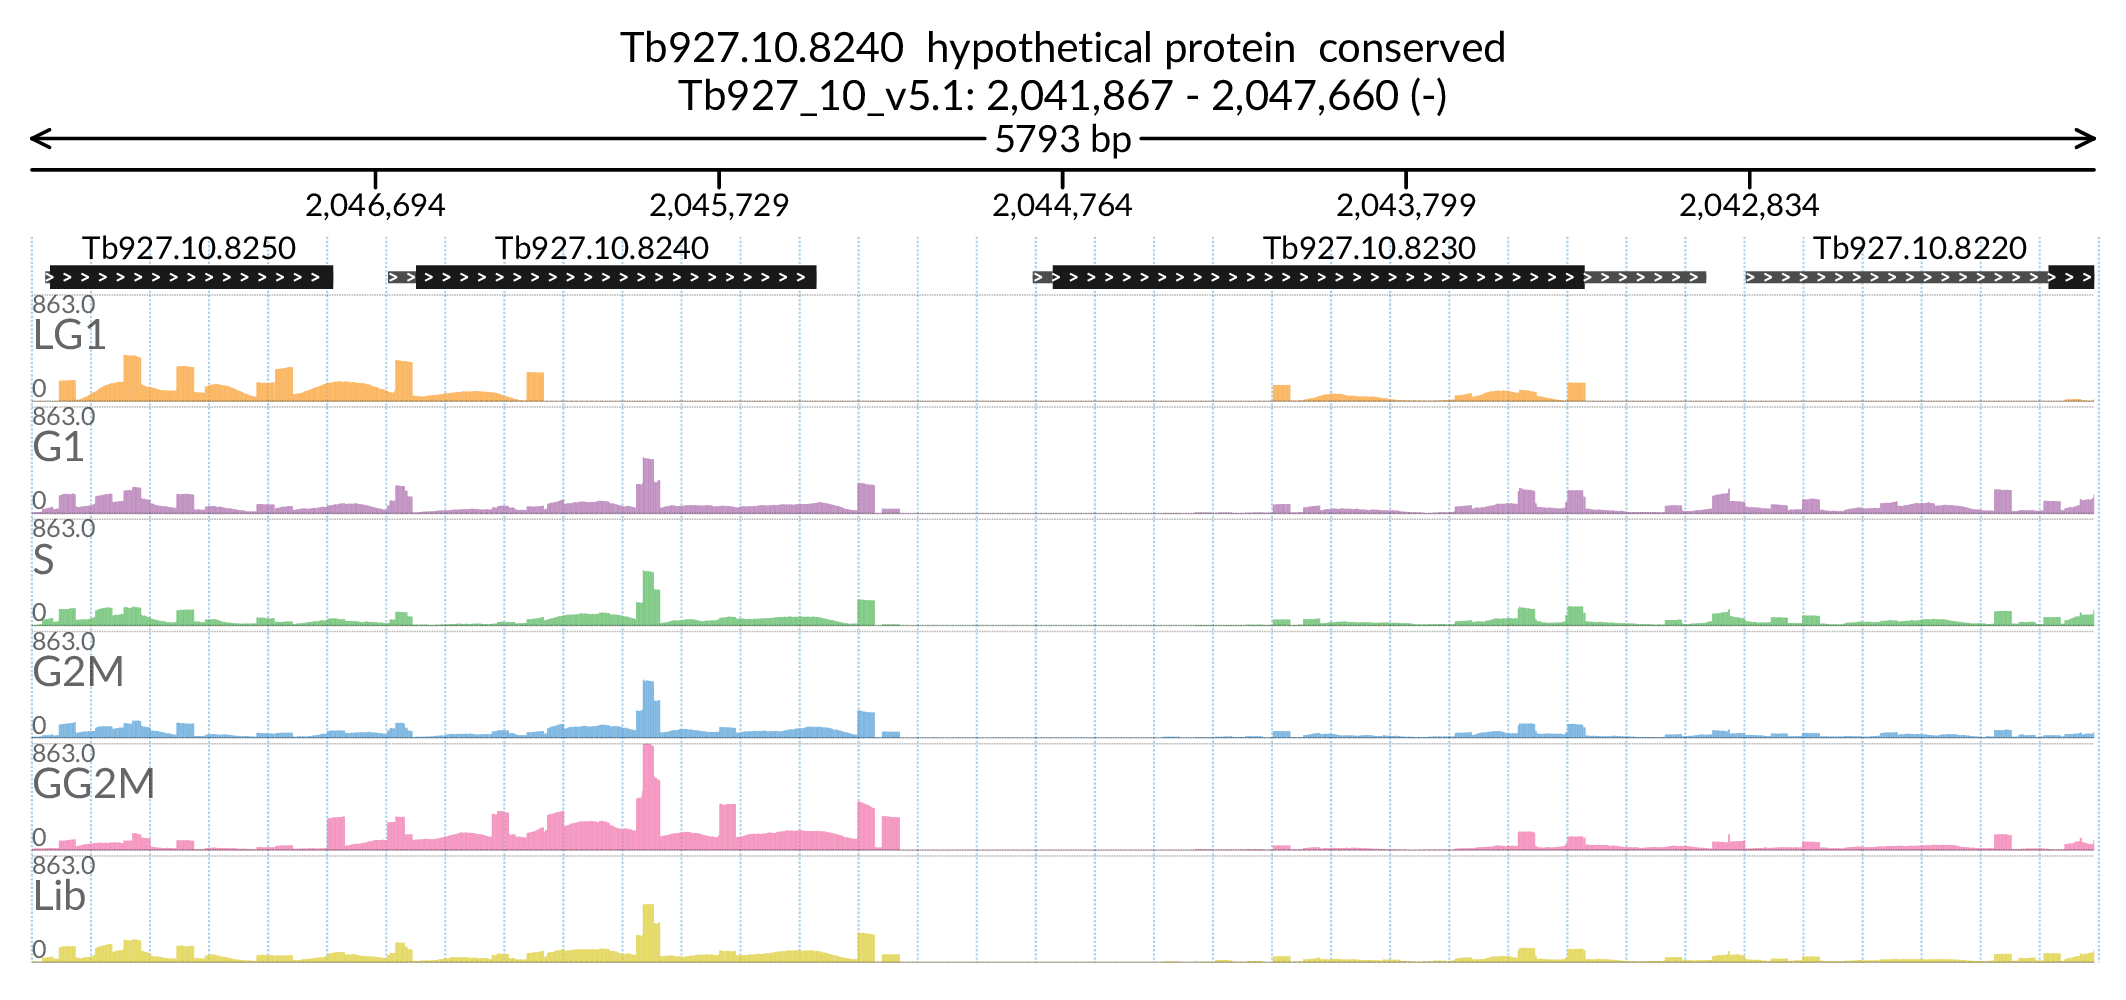 Tb927.10.8240 hypothetical protein conserved
Tb927_10_v5.1: 2,041,867 - 2,047,660 (-)
5793 bp
2,046,694 2,045,729 2,044,764 2,043,799 2,042,834
Tb927.10.8250 Tb927.10.8240 Tb927.10.8230 Tb927.10.8220
863.0
LG1
0
863.0
G1
0
863.0
S
0
863.0
G2M
0
863.0
GG2M
0
863.0
Lib
0